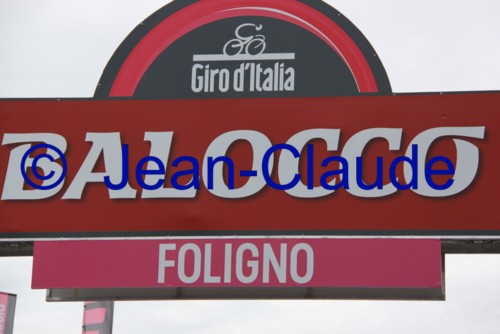 Giro d'Italia
BALOCCO
© Jean-Claude
FOLIGNO